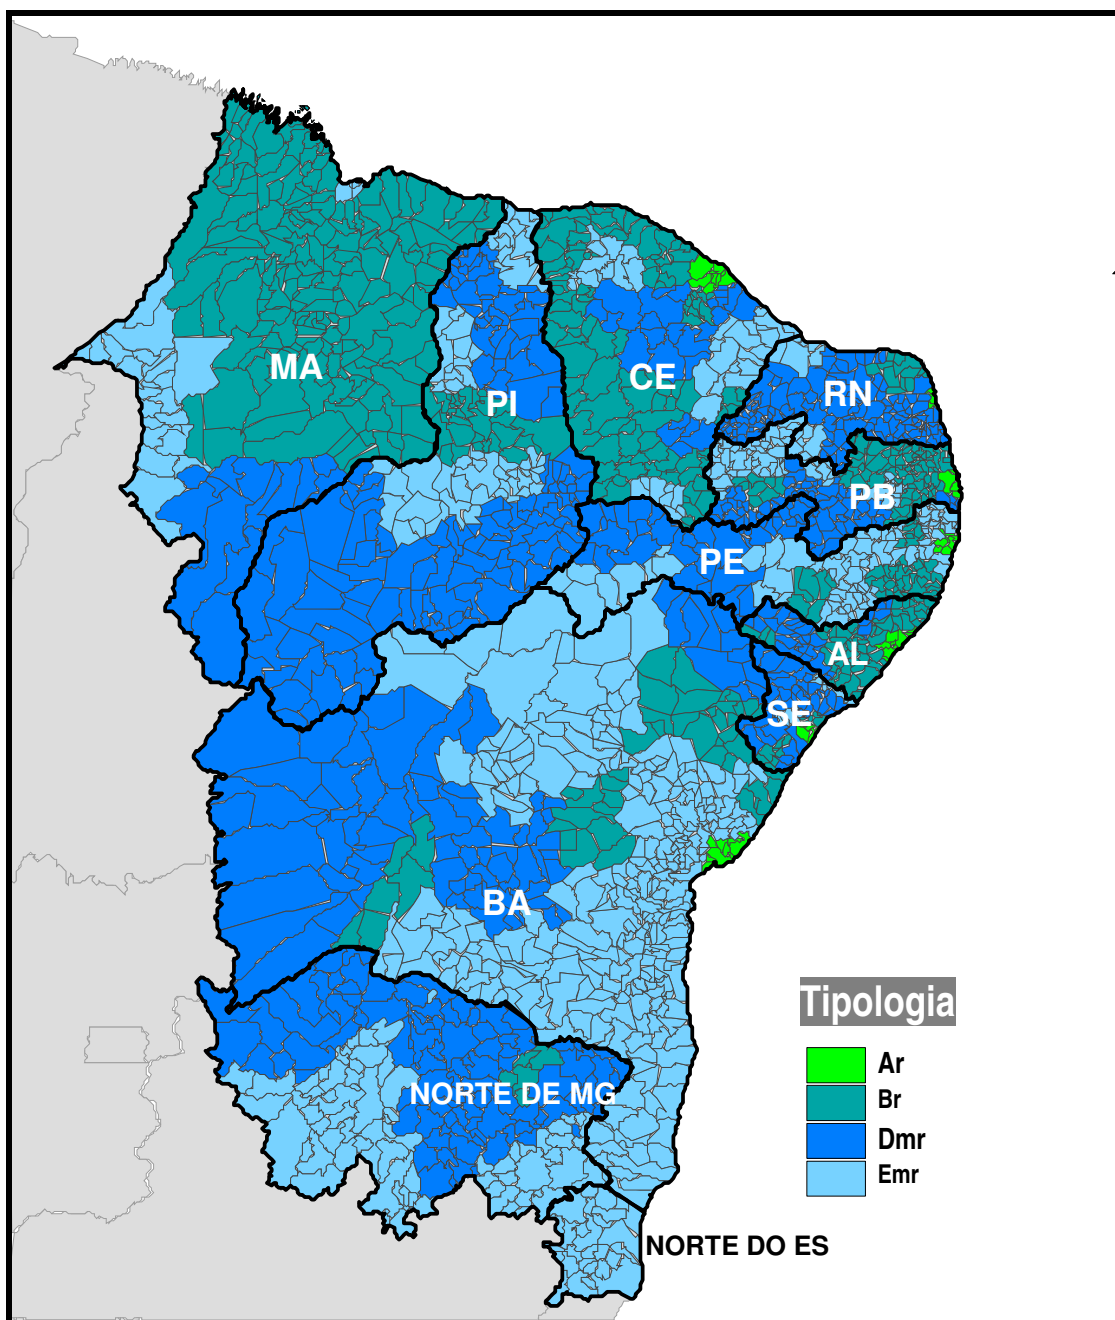 MA
PI
CE
RN
PB
PE
AL
SE
BA
NORTE DE MG
NORTE DO ES
Tipologia
Ar
Br
Dmr
Emr